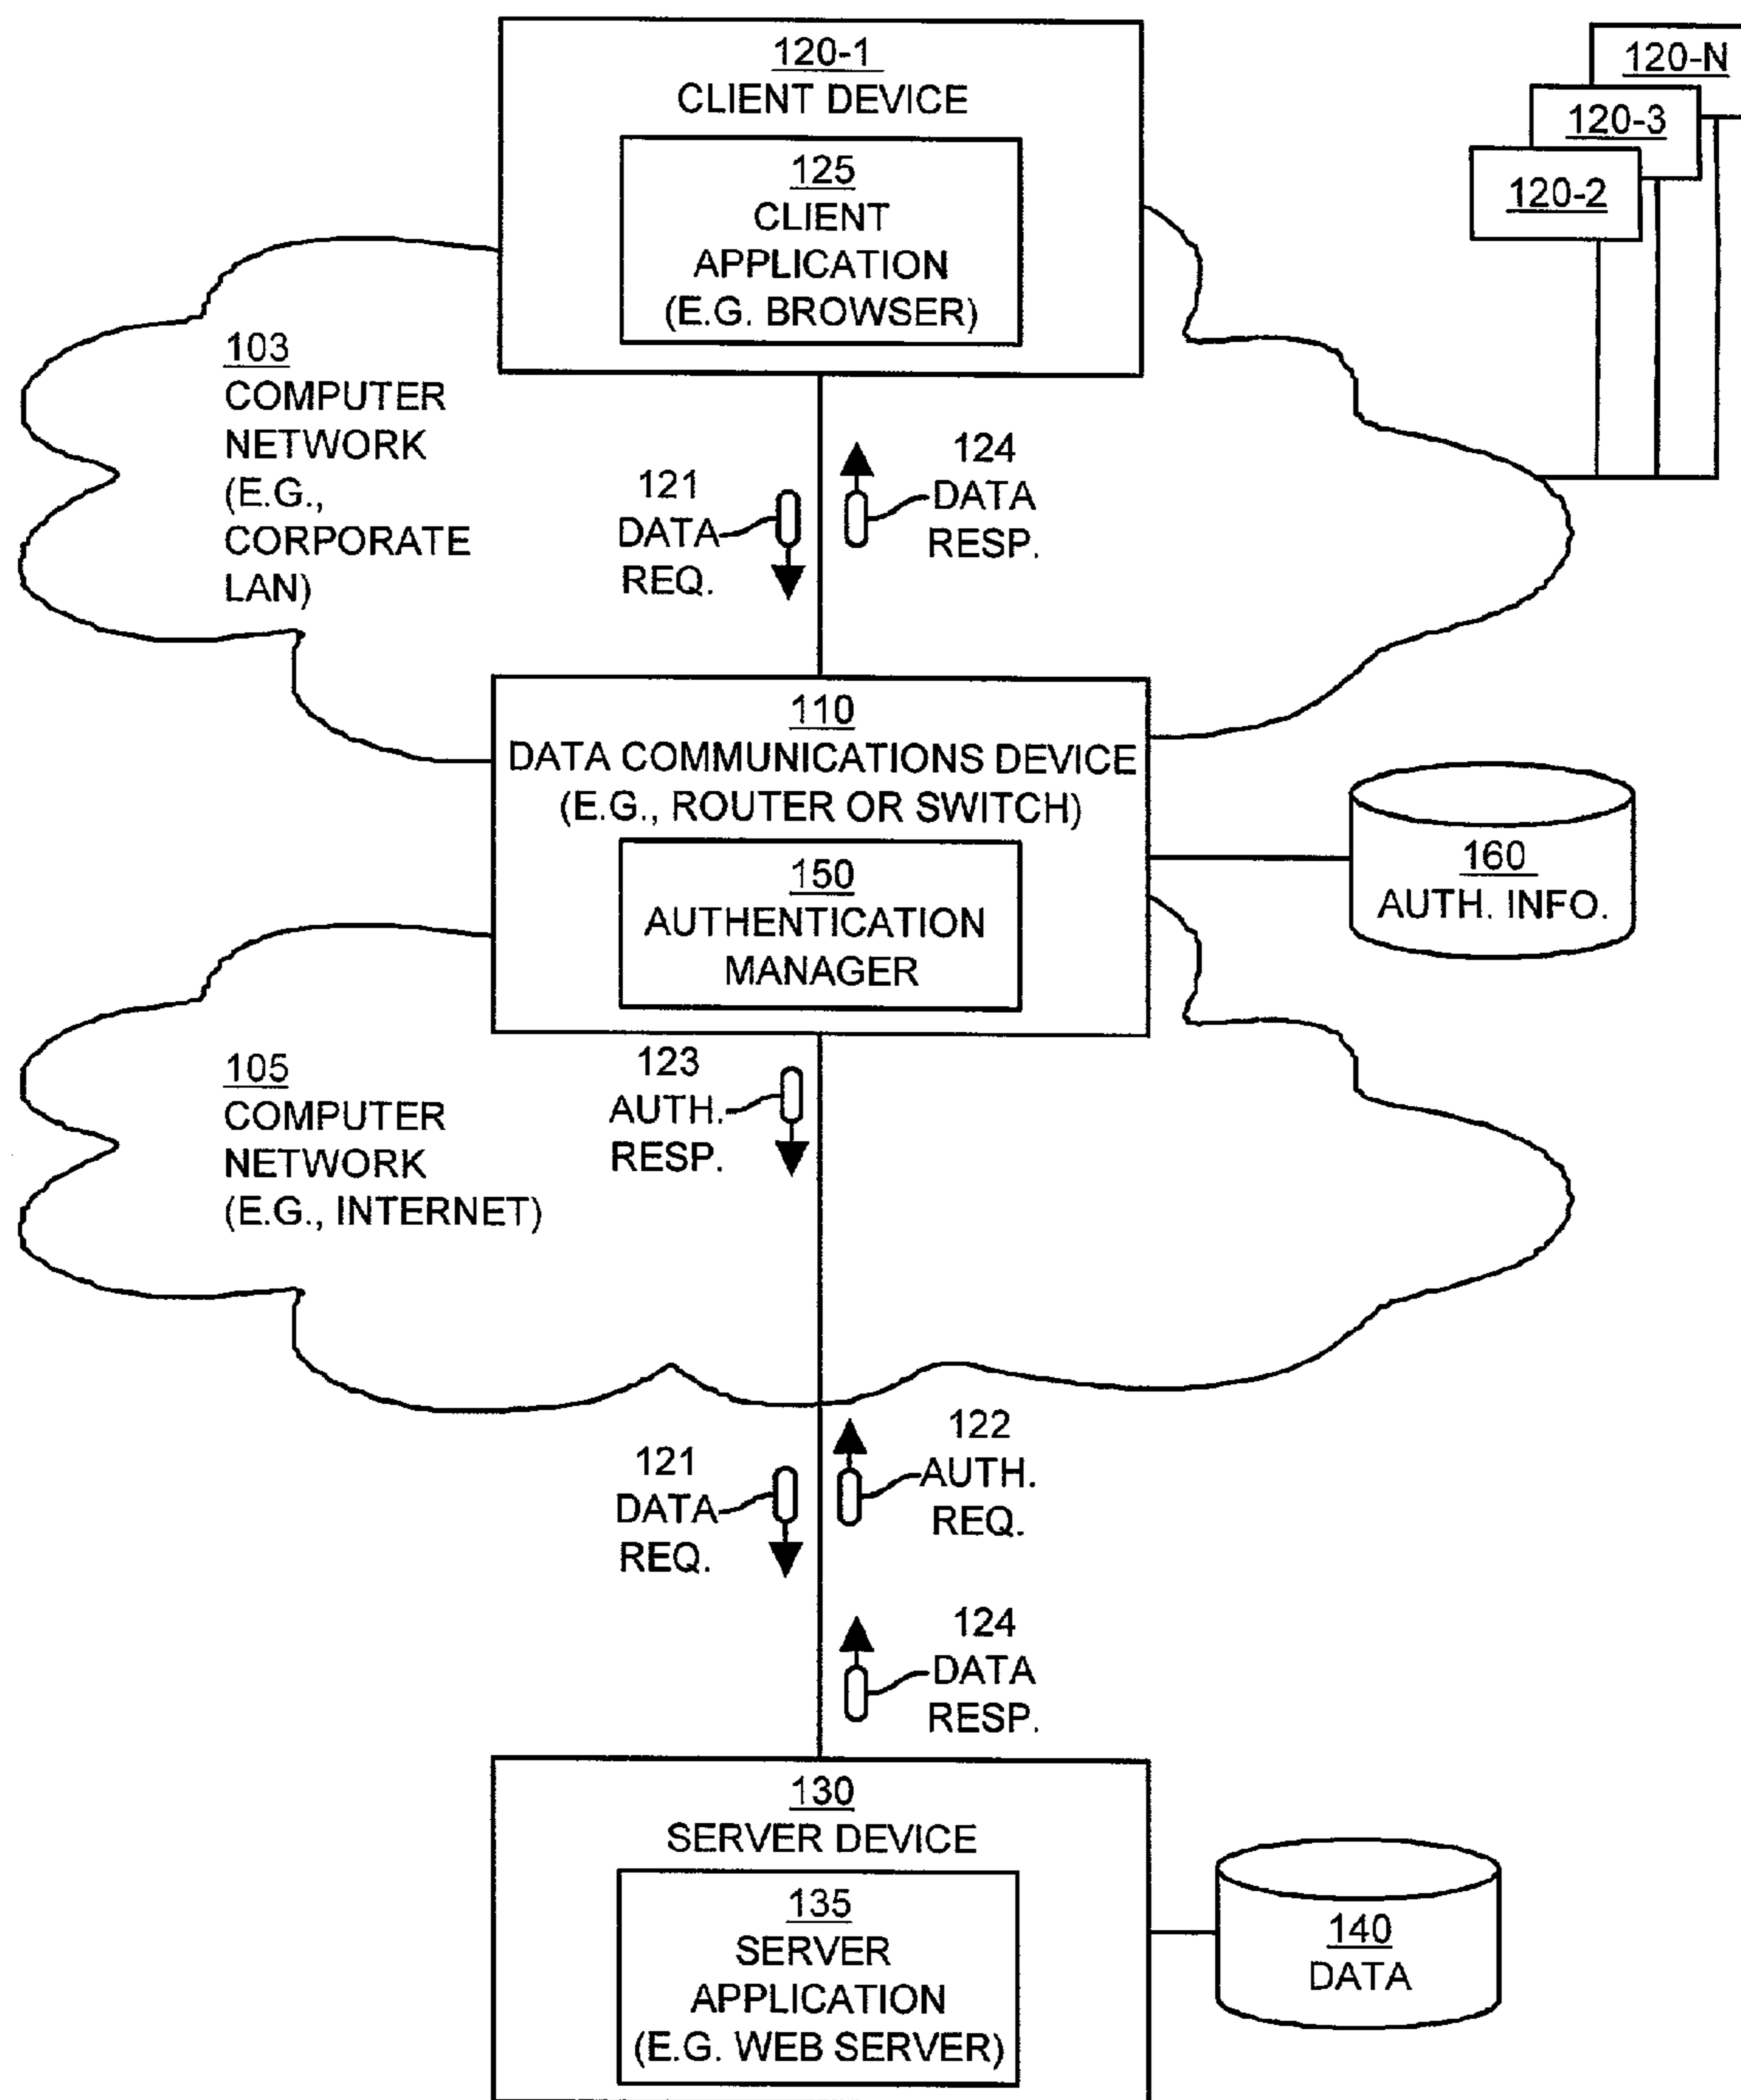 120-1
CLIENT DEVICE
125
CLIENT
APPLICATION
(E.G. BROWSER)
120-N
120-3
120-2
103
COMPUTER
NETWORK
(E.G.,
CORPORATE
LAN)
121
DATA
REQ.
124
DATA
RESP.
110
DATA COMMUNICATIONS DEVICE
(E.G., ROUTER OR SWITCH)
150
AUTHENTICATION
MANAGER
160
AUTH. INFO.
105
COMPUTER
NETWORK
(E.G., INTERNET)
123
AUTH.
RESP.
121
DATA
REQ.
122
AUTH.
REQ.
124
DATA
RESP.
130
SERVER DEVICE
135
SERVER
APPLICATION
(E.G. WEB SERVER)
140
DATA